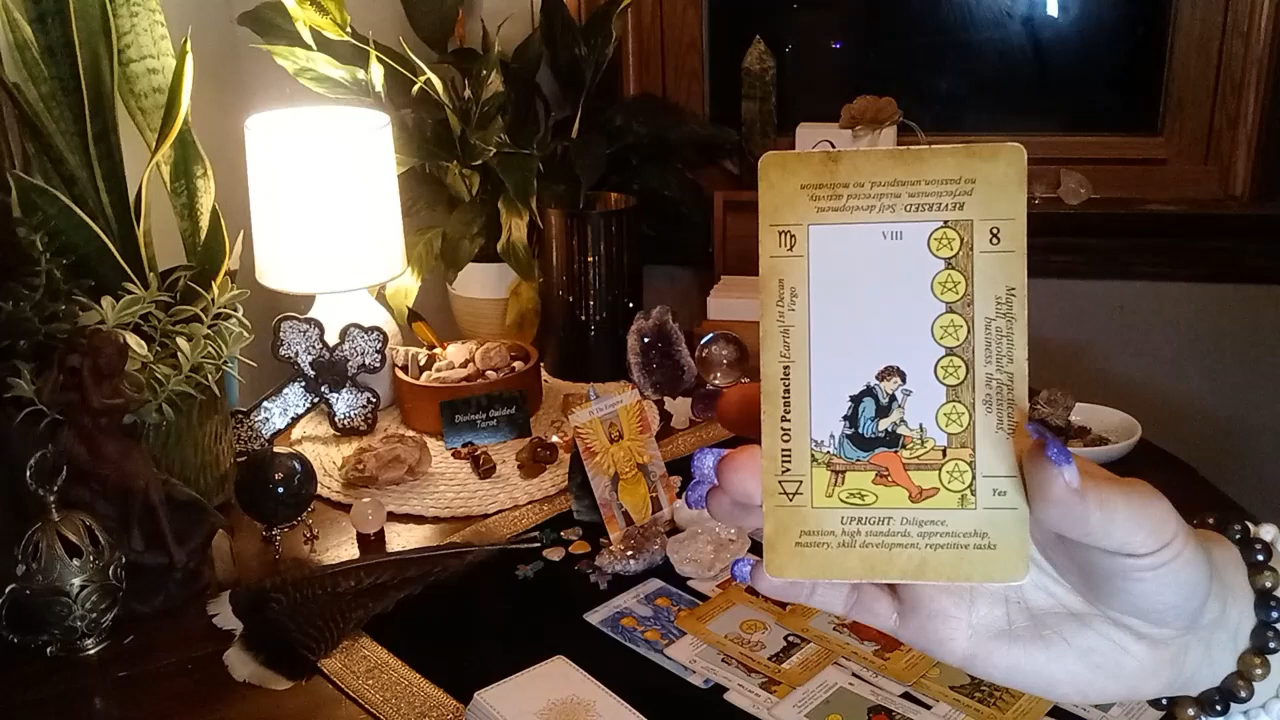 REVERSED: Self development,
perfectionism, misdirected activity,
no passion,uninspired, no motivation
VIII
8
1st Decan
Virgo
VIII Of Pentacles|Earth|
Manifestation, practicality,
skill, absolute decisions,
business, the ego.
Yes
UPRIGHT: Diligence,
passion, high standards, apprenticeship,
mastery, skill development, repetitive tasks
IV The Emperor
Divinely Guided
Tarot